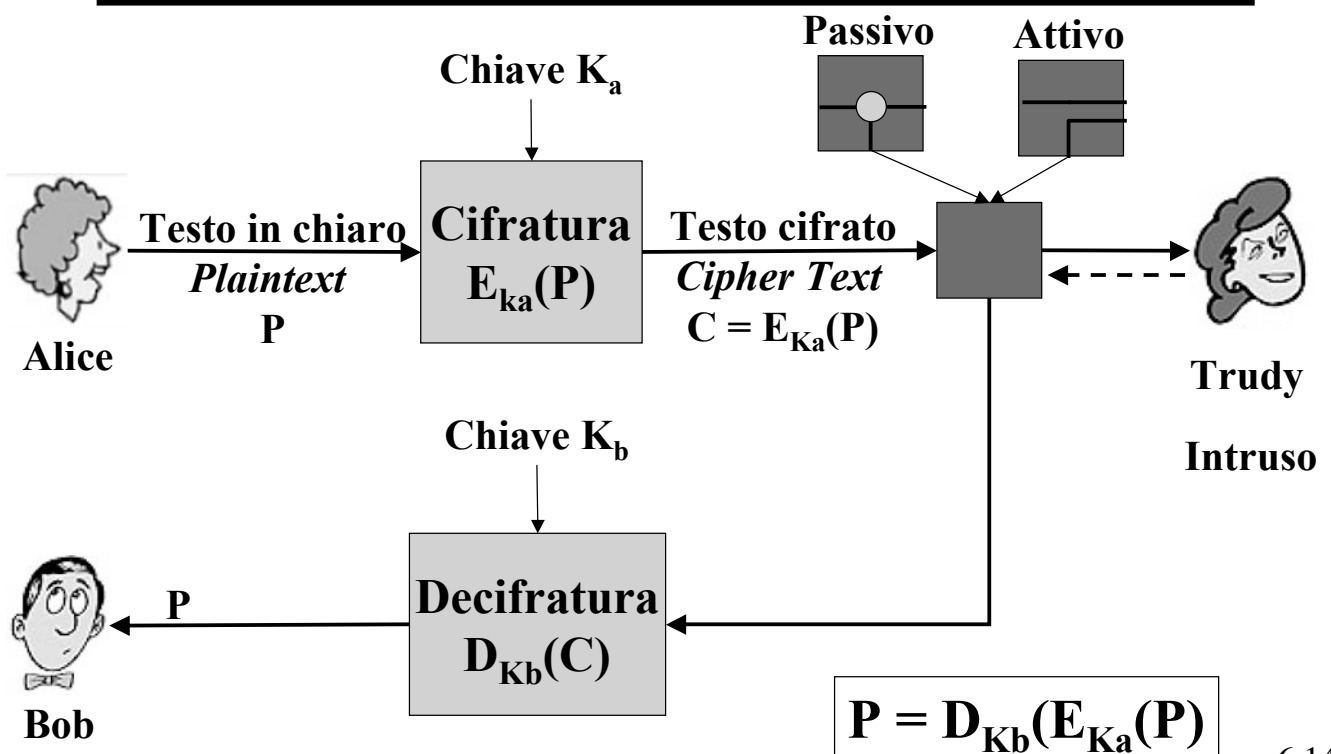 Passivo
Attivo
Chiave Ka
Testo in chiaro
Plaintext
P
Cifratura
Eka(P)
Testo cifrato
Cipher Text
C = EKa(P)
Alice
Trudy
Intruso
Chiave Kb
P
Decifratura
DKb(C)
Bob
P = DKb(EKa(P)